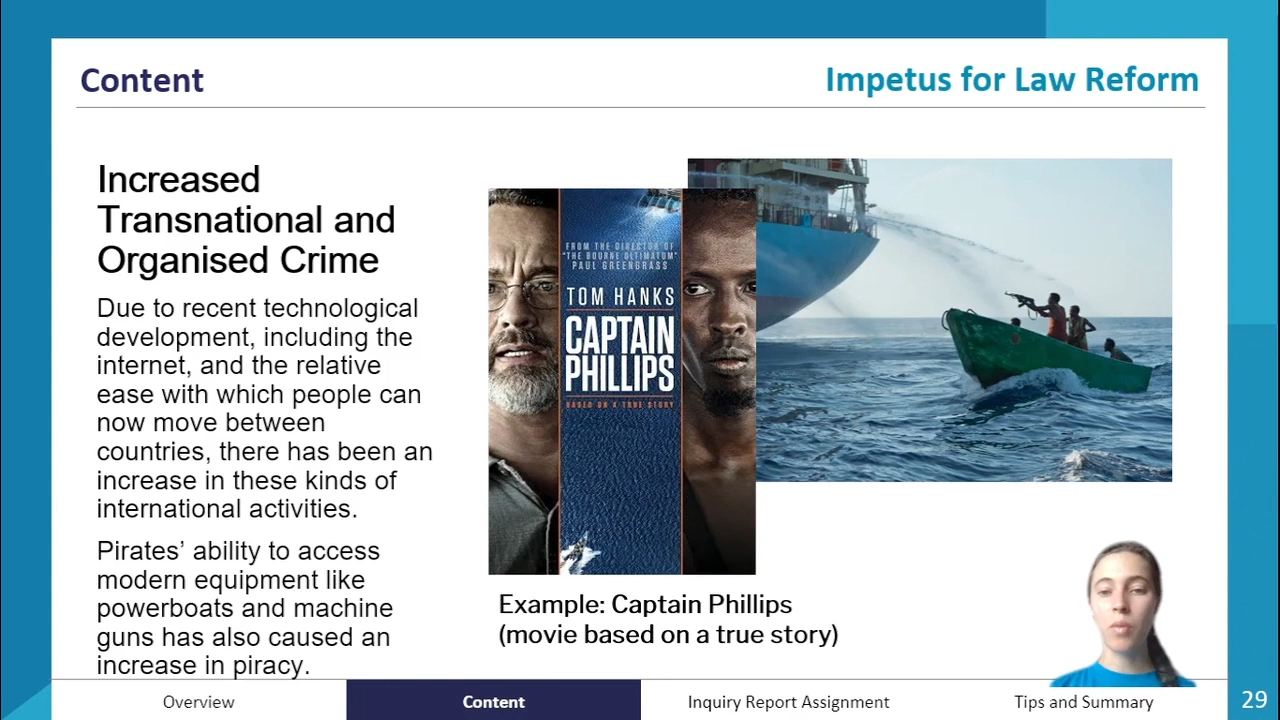 Content
Impetus for Law Reform
Increased
Transnational and
Organised Crime
Due to recent technological
development, including the
internet, and the relative
ease with which people can
now move between
countries, there has been an
increase in these kinds of
international activities.
Pirates’ ability to access
modern equipment like
powerboats and machine
guns has also caused an
increase in piracy.
FROM THE DIRECTOR OF
"THE BOURNE ULTIMATUM"
PAUL GREENGRASS
TOM HANKS
CAPTAIN
PHILLIPS
BASED ON A TRUE STORY
Example: Captain Phillips
(movie based on a true story)
Overview
Content
Inquiry Report Assignment
Tips and Summary
29